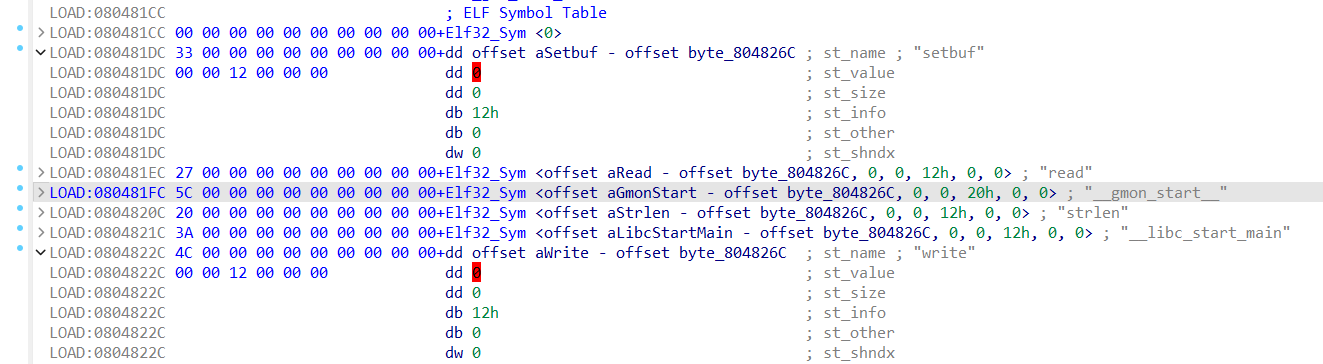 LOAD:080481CC ; ELF Symbol Table
LOAD:080481CC 00 00 00 00 00 00 00 00 00 00+Elf32_Sym <0>
LOAD:080481DC 33 00 00 00 00 00 00 00 00 00+dd offset aSetbuf - offset byte_804826C ; st_name ; "setbuf"
LOAD:080481DC 00 00 12 00 00 00 dd 0 ; st_value
LOAD:080481DC dd 0 ; st_size
LOAD:080481DC db 12h ; st_info
LOAD:080481DC db 0 ; st_other
LOAD:080481DC dw 0 ; st_shndx
LOAD:080481EC 27 00 00 00 00 00 00 00 00 00+Elf32_Sym <offset aRead - offset byte_804826C, 0, 0, 12h, 0, 0> ; "read"
LOAD:080481FC 5C 00 00 00 00 00 00 00 00 00+Elf32_Sym <offset aGmonStart - offset byte_804826C, 0, 0, 20h, 0, 0> ; "__gmon_start__"
LOAD:0804820C 20 00 00 00 00 00 00 00 00 00+Elf32_Sym <offset aStrlen - offset byte_804826C, 0, 0, 12h, 0, 0> ; "strlen"
LOAD:0804821C 3A 00 00 00 00 00 00 00 00 00+Elf32_Sym <offset aLibcStartMain - offset byte_804826C, 0, 0, 12h, 0, 0> ; "__libc_start_main"
LOAD:0804822C 4C 00 00 00 00 00 00 00 00 00+dd offset aWrite - offset byte_804826C ; st_name ; "write"
LOAD:0804822C 00 00 12 00 00 00 dd 0 ; st_value
LOAD:0804822C dd 0 ; st_size
LOAD:0804822C db 12h ; st_info
LOAD:0804822C db 0 ; st_other
LOAD:0804822C dw 0 ; st_shndx